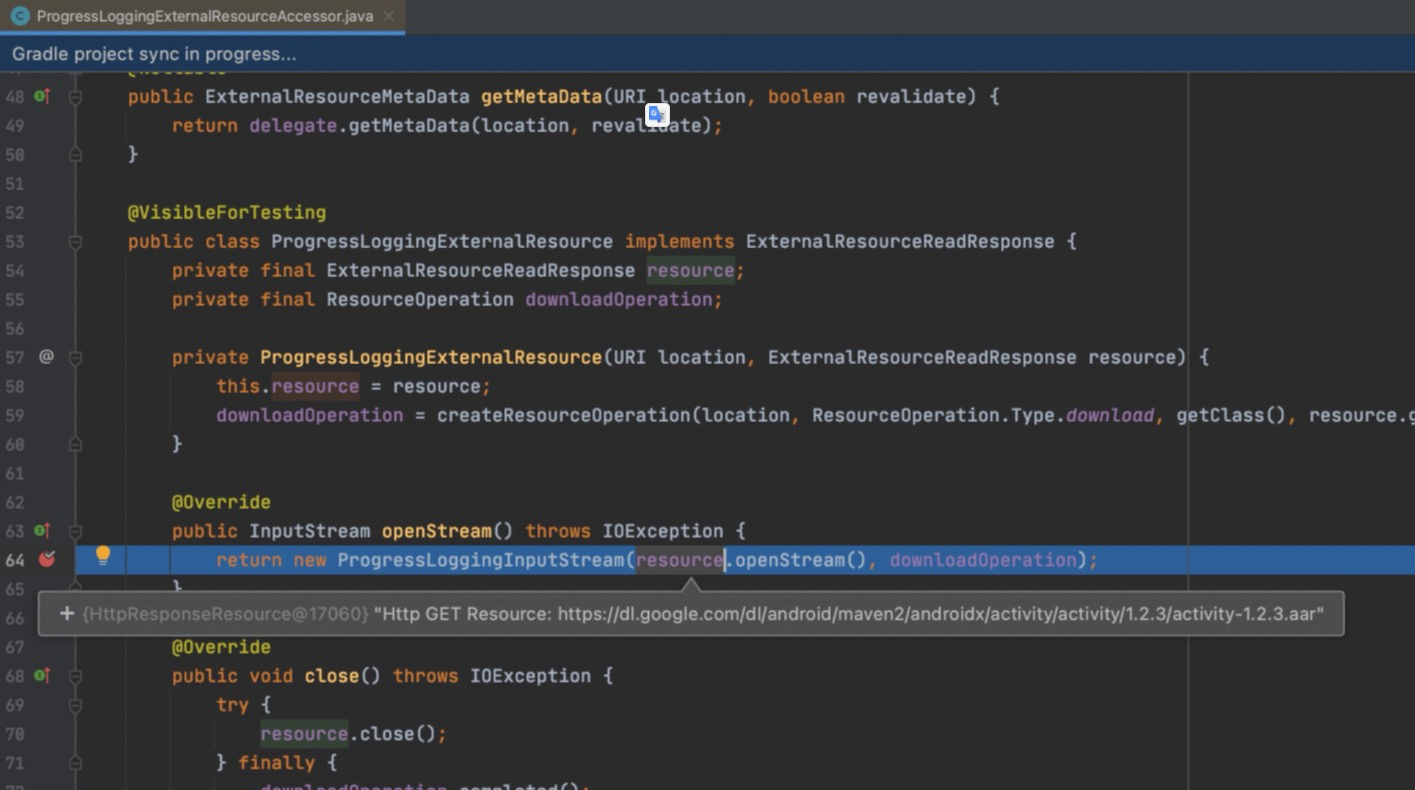 ProgressLoggingExternalResourceAccessor.java
Gradle project sync in progress...
48 public ExternalResourceMetaData getMetaData(URI location, boolean revalidate) {
49 return delegate.getMetaData(location, revalidate);
50 }
51
52 @VisibleForTesting
53 public class ProgressLoggingExternalResource implements ExternalResourceReadResponse {
54 private final ExternalResourceReadResponse resource;
55 private final ResourceOperation downloadOperation;
56
57 @ private ProgressLoggingExternalResource(URI location, ExternalResourceReadResponse resource) {
58 this.resource = resource;
59 downloadOperation = createResourceOperation(location, ResourceOperation.Type.download, getClass(), resource.g
60 }
61
62 @Override
63 public InputStream openStream() throws IOException {
64 return new ProgressLoggingInputStream(resource.openStream(), downloadOperation);
65 }
66 + {HttpResponseResource@17060} "Http GET Resource: https://dl.google.com/dl/android/maven2/androidx/activity/activity/1.2.3/activity-1.2.3.aar"
67 @Override
68 public void close() throws IOException {
69 try {
70 resource.close();
71 } finally {
downloadOperation.completed();